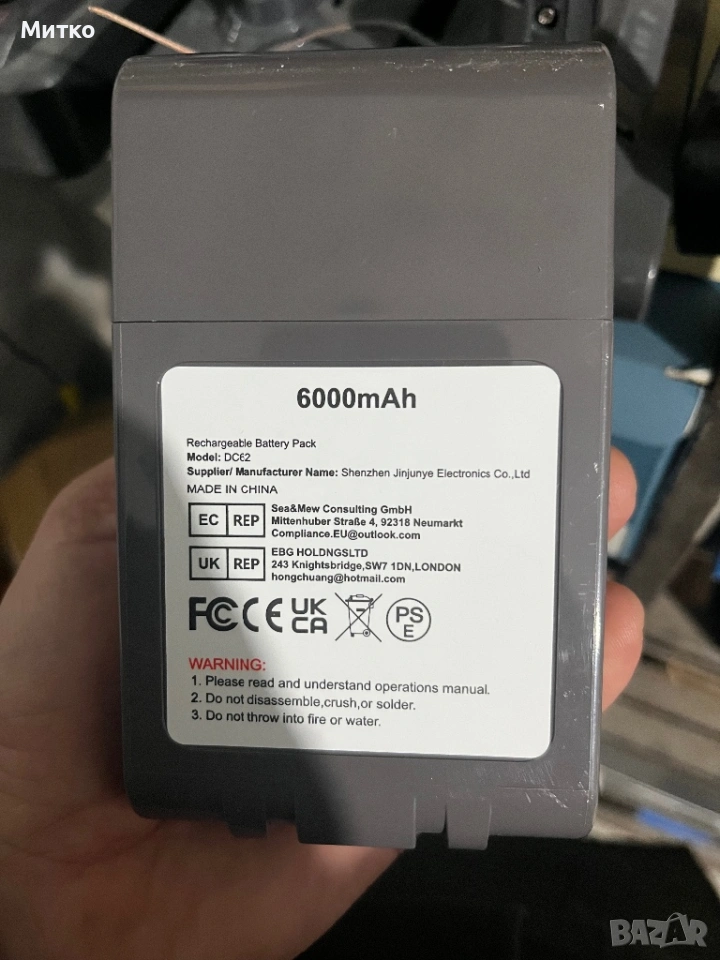 Митко
6000mAh
Rechargeable Battery Pack
Model: DC62
Supplier/ Manufacturer Name: Shenzhen Jinjunye Electronics Co.,Ltd
MADE IN CHINA
EC REP
Sea&Mew Consulting GmbH
Mittenhuber Straße 4, 92318 Neumarkt
Compliance.EU@outlook.com
UK REP
EBG HOLDNGSLTD
243 Knightsbridge,SW7 1DN,LONDON
hongchuang@hotmail.com
FC CE UK CA PS E
WARNING:
1. Please read and understand operations manual.
2. Do not disassemble,crush,or solder.
3. Do not throw into fire or water.
BAZAR